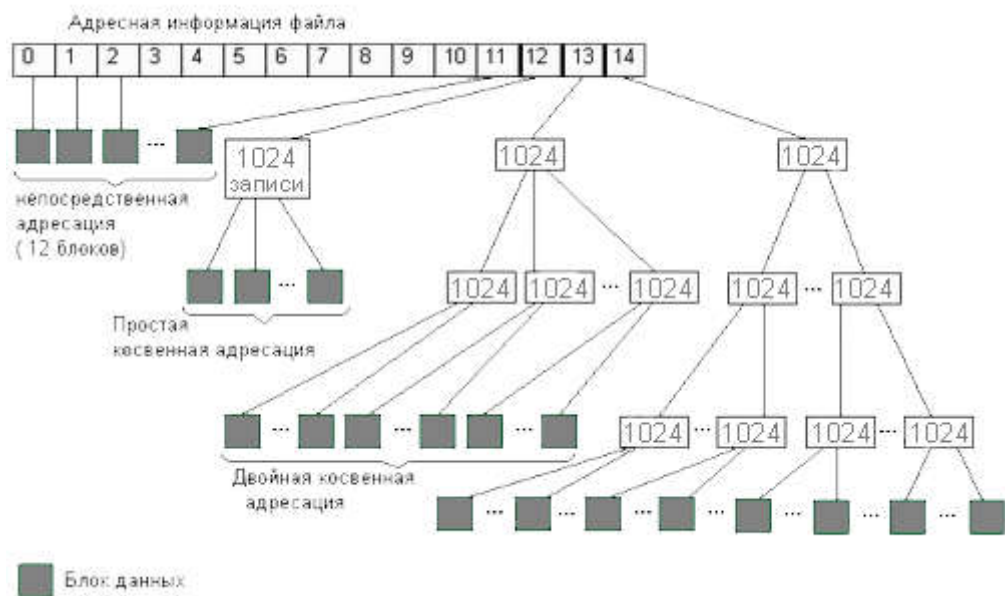 Адресная информация файла
0 1 2 3 4 5 6 7 8 9 10 11 12 13 14
1024
записи
1024
1024
непосредственная
адресация
( 12 блоков)
1024 1024 ... 1024
1024 ... 1024
Простая
косвенная адресация
1024 ... 1024
1024 ... 1024
Двойная косвенная
адресация
Блок данных